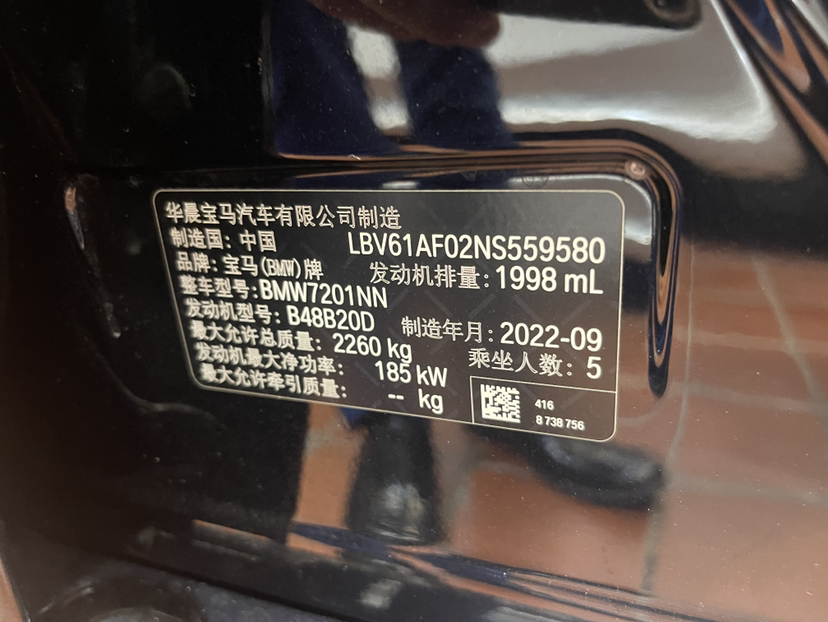 华晨宝马汽车有限公司制造
制造国: 中国 LBV61AF02NS559580
品牌: 宝马(BMW)牌 发动机排量: 1998 mL
整车型号: BMW7201NN
发动机型号: B48B20D 制造年月: 2022-09
最大允许总质量: 2260 kg 乘坐人数: 5
发动机最大净功率: 185 kW
最大允许牵引质量: -- kg
416
8 738 756